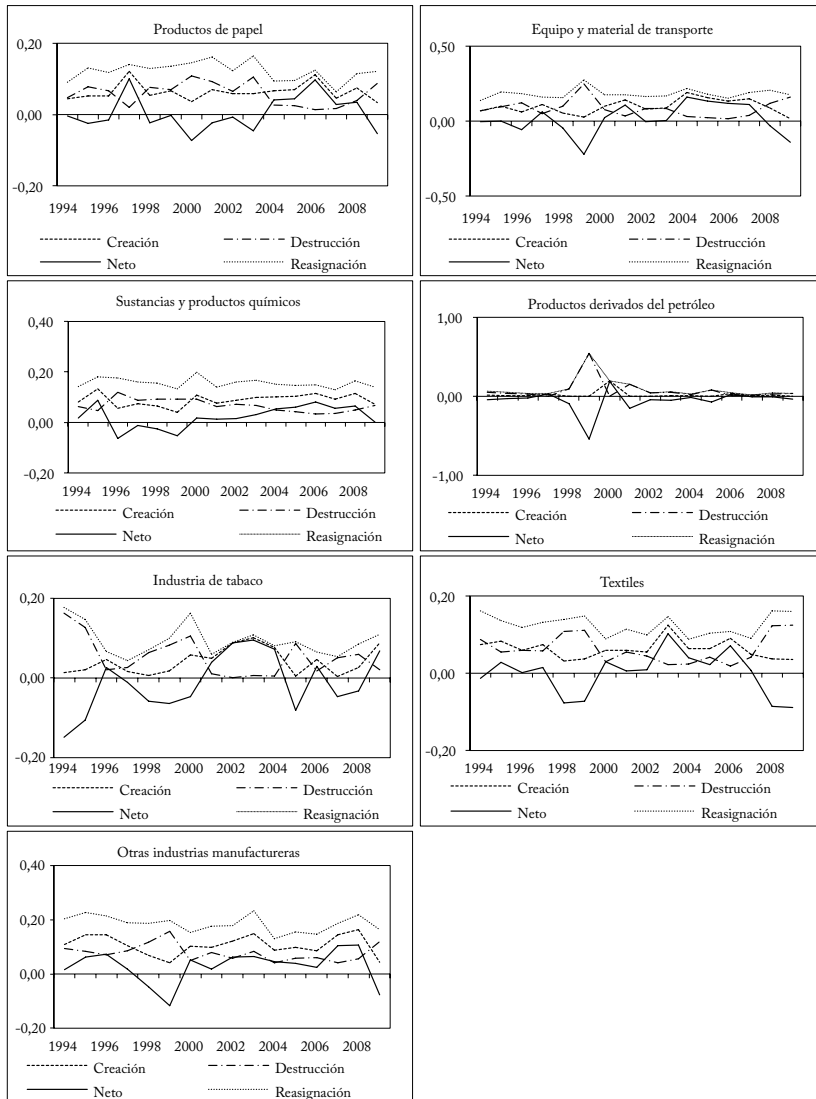 Productos de papel
0,20
0,00
-0,20
1994 1996 1998 2000 2002 2004 2006 2008
Creación Destrucción
Neto Reasignación
Equipo y material de transporte
0,50
0,00
-0,50
1994 1996 1998 2000 2002 2004 2006 2008
Creación Destrucción
Neto Reasignación
Sustancias y productos químicos
0,40
0,20
0,00
-0,20
1994 1996 1998 2000 2002 2004 2006 2008
Creación Destrucción
Neto Reasignación
Productos derivados del petróleo
1,00
0,00
-1,00
1994 1996 1998 2000 2002 2004 2006 2008
Creación Destrucción
Neto Reasignación
Industria de tabaco
0,20
0,00
-0,20
1994 1996 1998 2000 2002 2004 2006 2008
Creación Destrucción
Neto Reasignación
Textiles
0,20
0,00
-0,20
1994 1996 1998 2000 2002 2004 2006 2008
Creación Destrucción
Neto Reasignación
Otras industrias manufactureras
0,40
0,20
0,00
-0,20
1994 1996 1998 2000 2002 2004 2006 2008
Creación Destrucción
Neto Reasignación